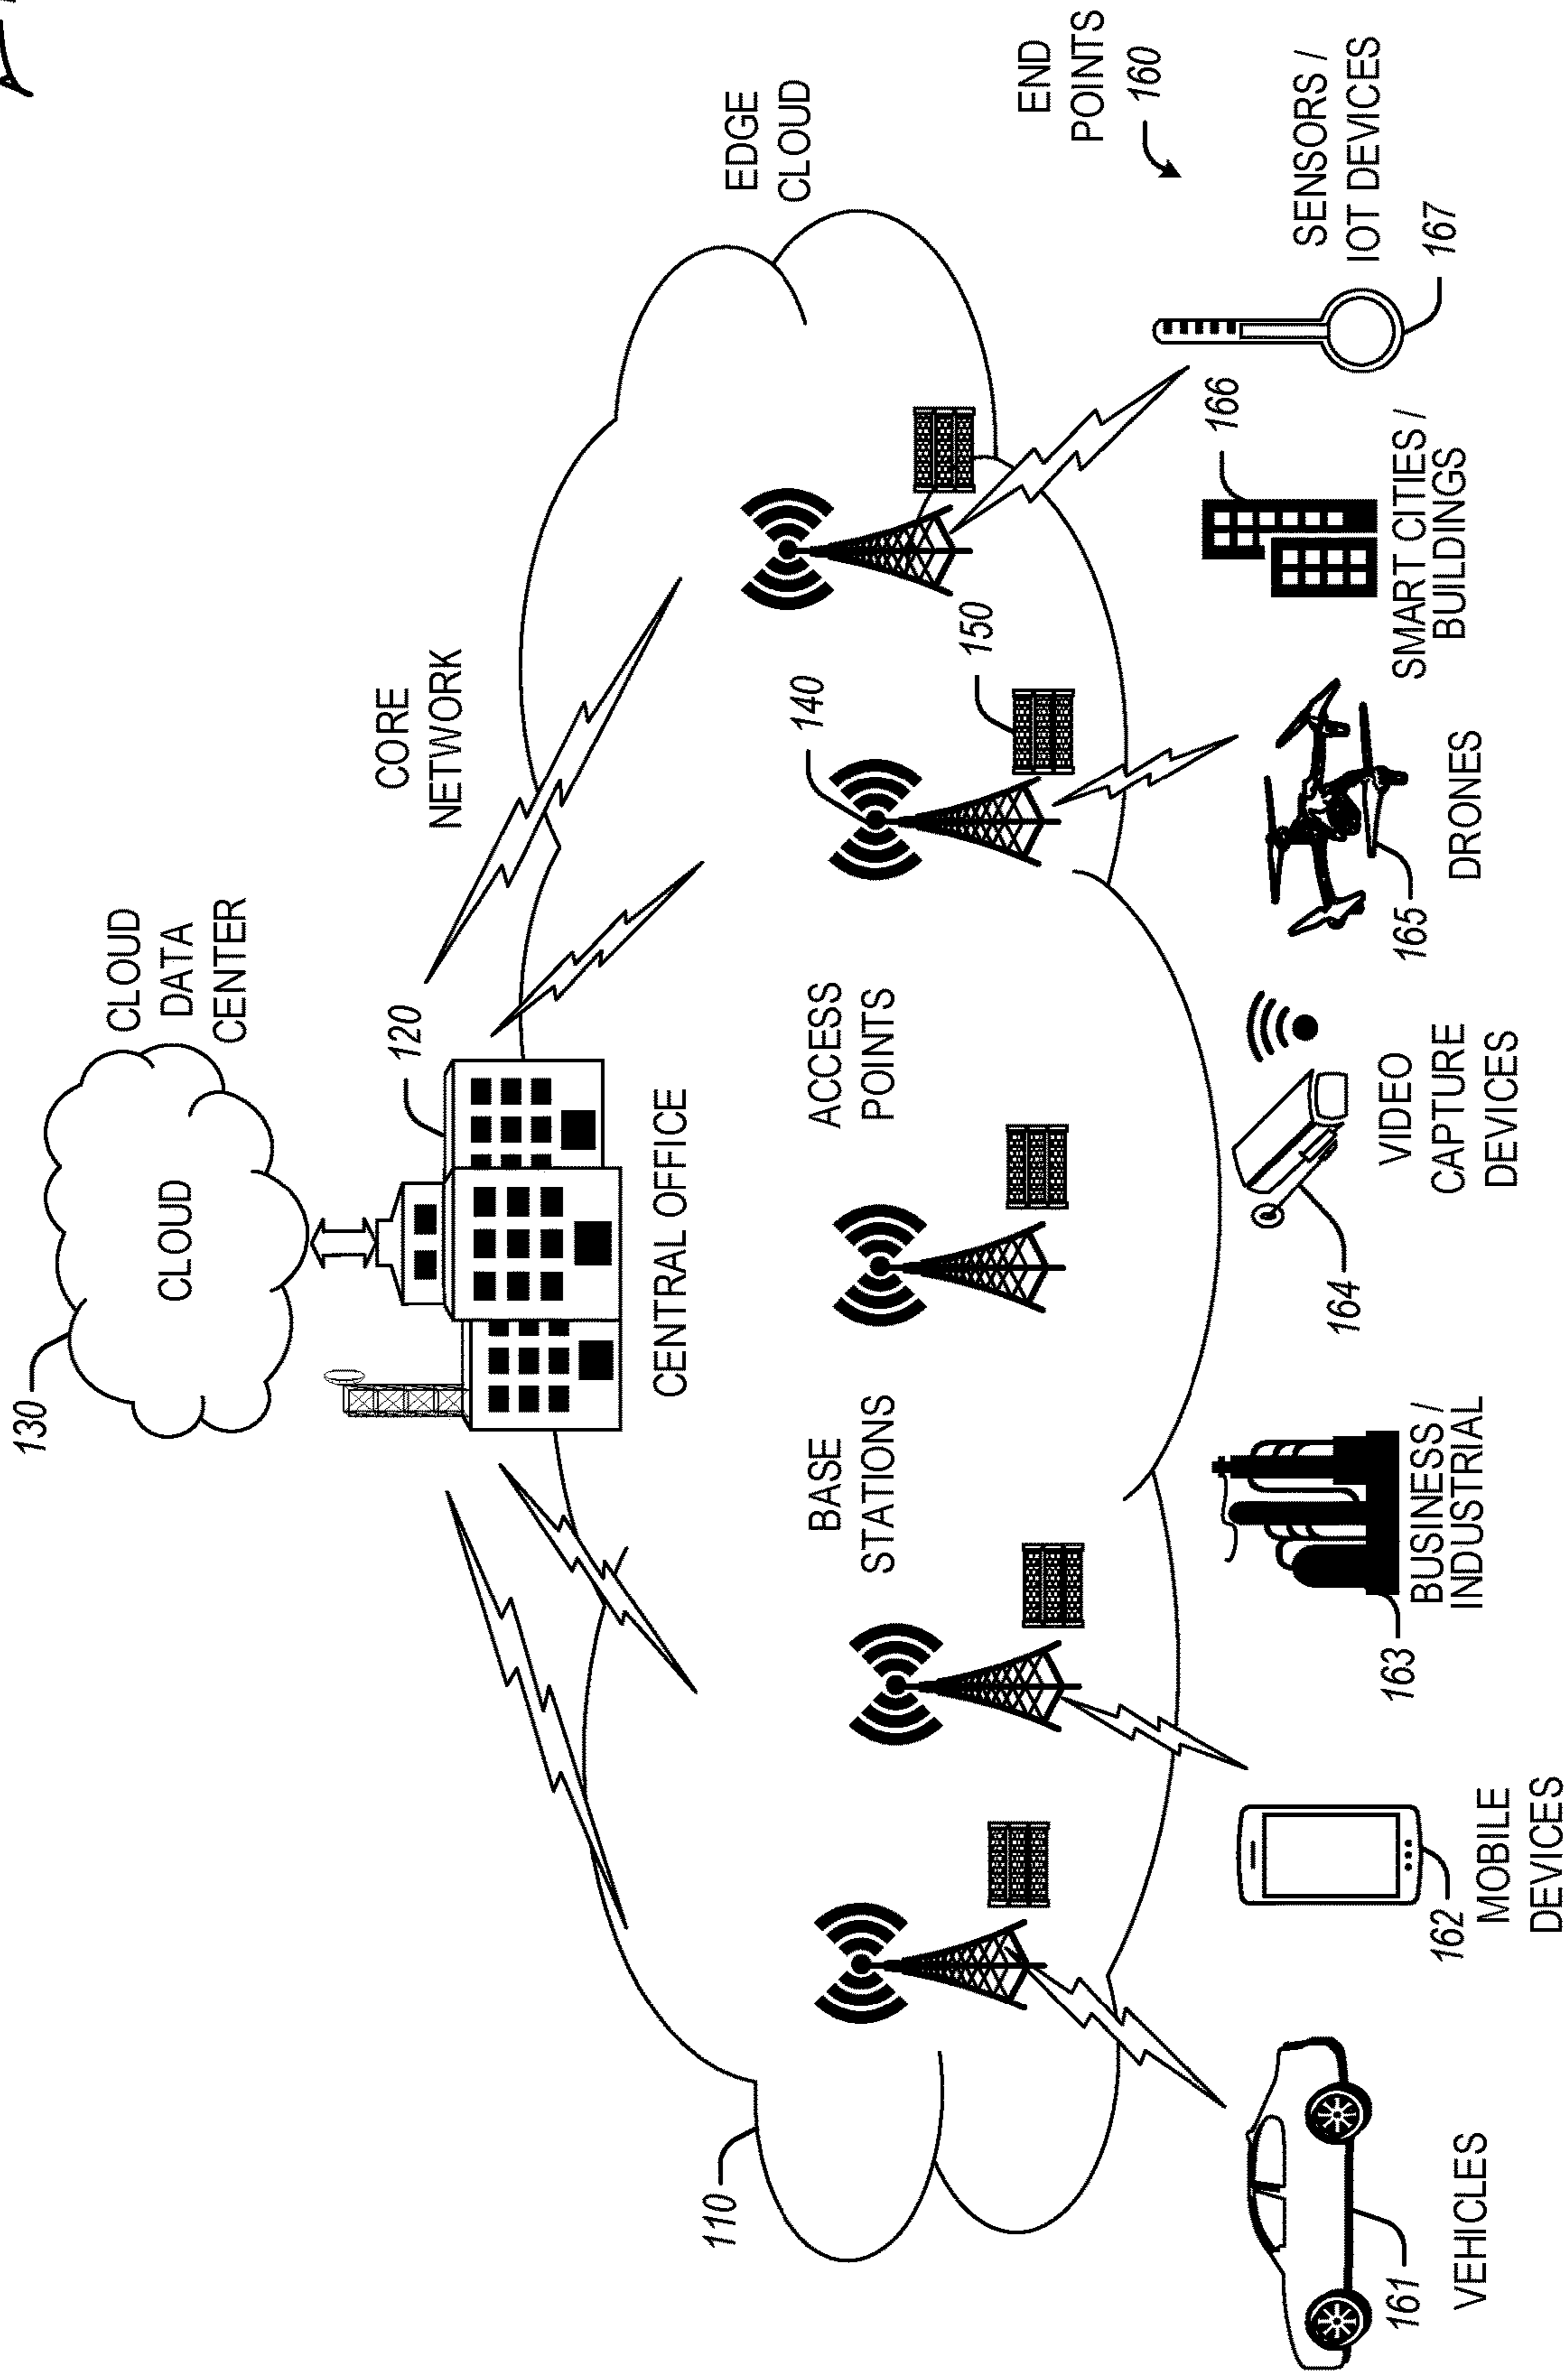 130
CLOUD
CLOUD
DATA
CENTER
120
CORE
NETWORK
CENTRAL OFFICE
EDGE
CLOUD
110
BASE
STATIONS
ACCESS
POINTS
140
150
END
POINTS
160
161
VEHICLES
162
MOBILE
DEVICES
163
BUSINESS /
INDUSTRIAL
164
VIDEO
CAPTURE
DEVICES
165
DRONES
166
SMART CITIES /
BUILDINGS
SENSORS /
IOT DEVICES
167